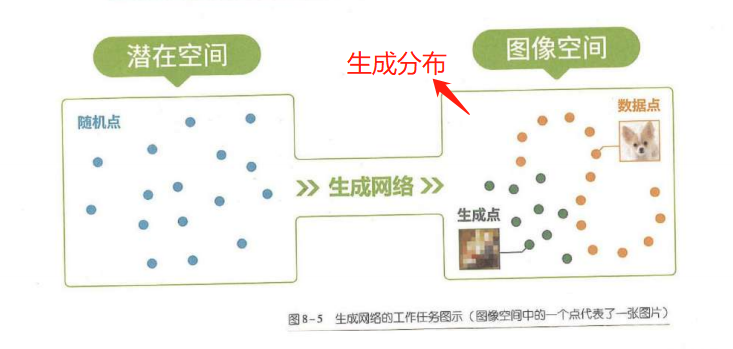 潜在空间
生成分布
图像空间
随机点
数据点
生成网络
生成点
图8-5 生成网络的工作任务图示（图像空间中的一个点代表了一张图片）